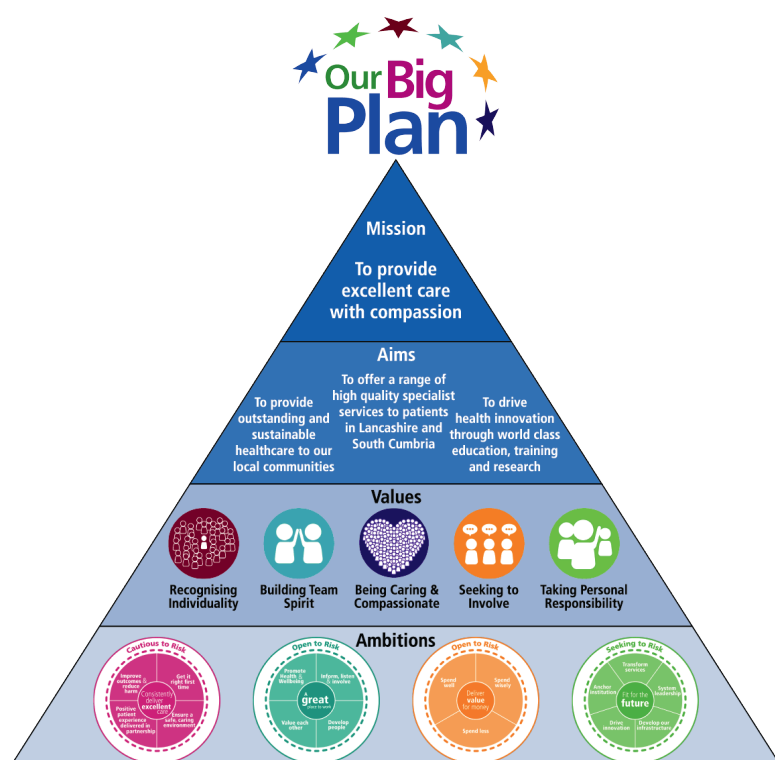 Our Big
Plan
Mission
To provide
excellent care
with compassion
Aims
To provide
outstanding and
sustainable
healthcare to our
local communities
To offer a range of
high quality specialist
services to patients
in Lancashire and
South Cumbria
To drive
health innovation
through world class
education, training
and research
Values
Recognising
Individuality
Building Team
Spirit
Being Caring &
Compassionate
Seeking to
Involve
Taking Personal
Responsibility
Ambitions
Cautious to Risk
Improve
outcomes &
reduce
harm
Get it
right first
time
Consistently
deliver
excellent
care
Positive
patient
experience
delivered in
partnership
Ensure a
safe, caring
environment
Open to Risk
Promote
Health &
Wellbeing
Inform, listen
& involve
A
great
place to work
Value each
other
Develop
people
Open to Risk
Spend
well
Spend
wisely
Deliver
value
for money
Spend less
Seeking to Risk
Transform
services
Anchor
institution
System
leadership
Fit for the
future
Drive
innovation
Develop our
infrastructure